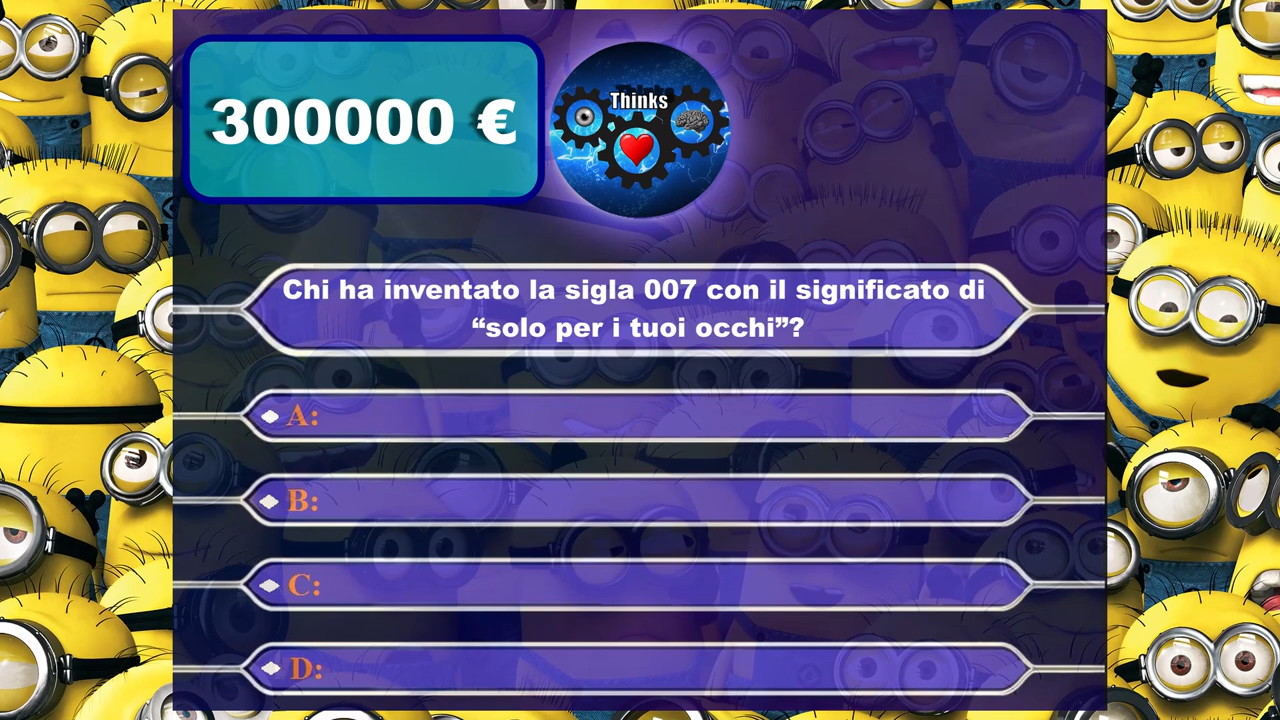 300000 €
Thinks
Chi ha inventato la sigla 007 con il significato di
“solo per i tuoi occhi”?
A:
B:
C:
D: